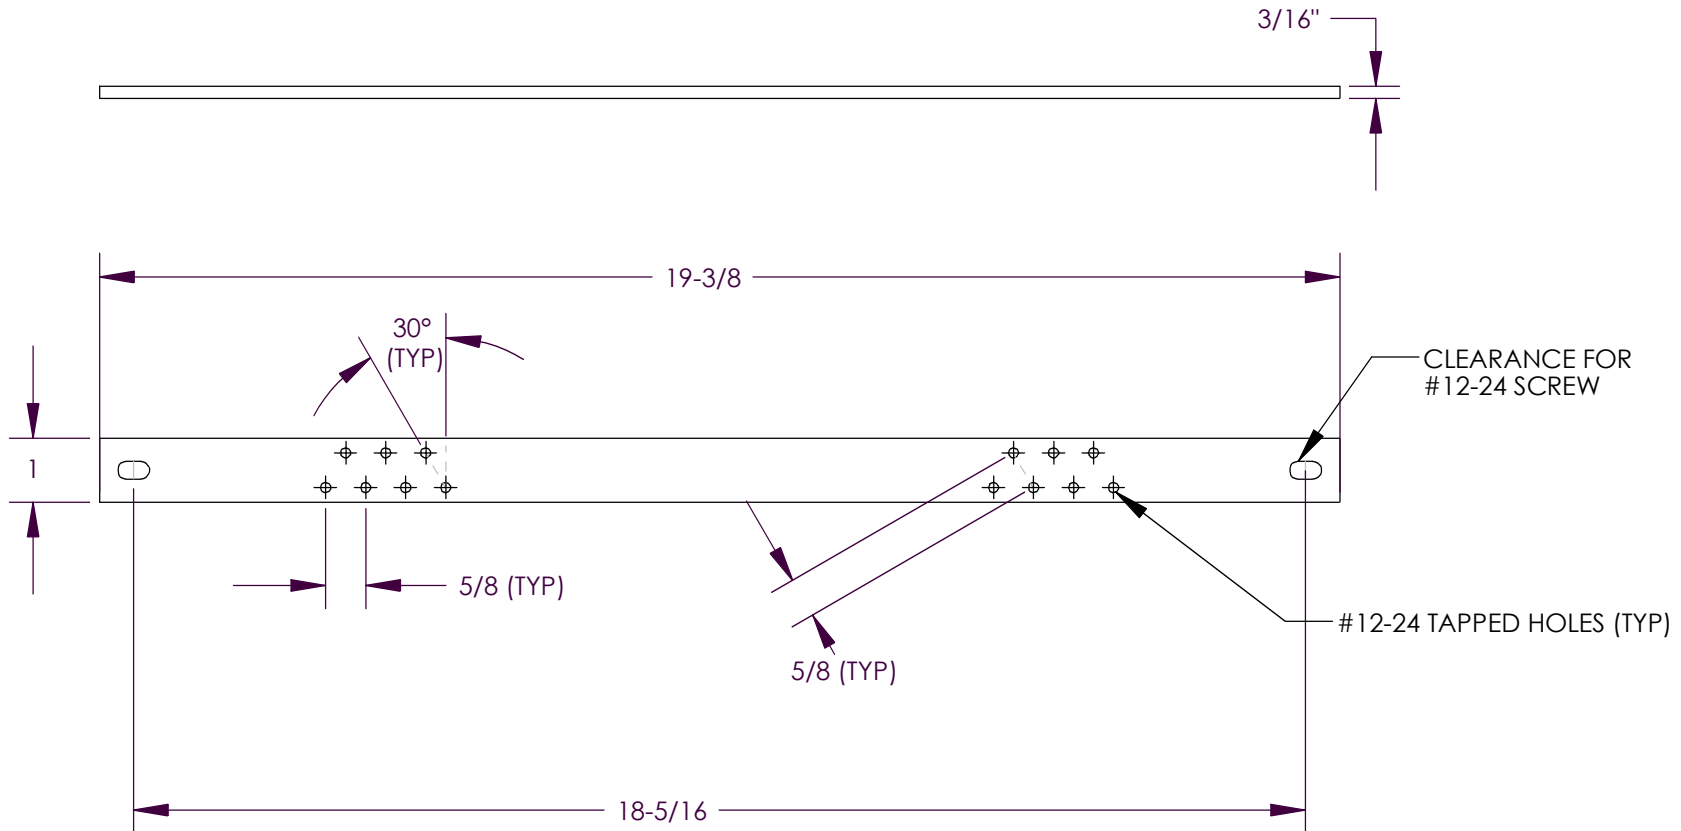 3/16"
19-3/8
30°
(TYP)
CLEARANCE FOR
#12-24 SCREW
1
5/8 (TYP)
#12-24 TAPPED HOLES (TYP)
5/8 (TYP)
18-5/16